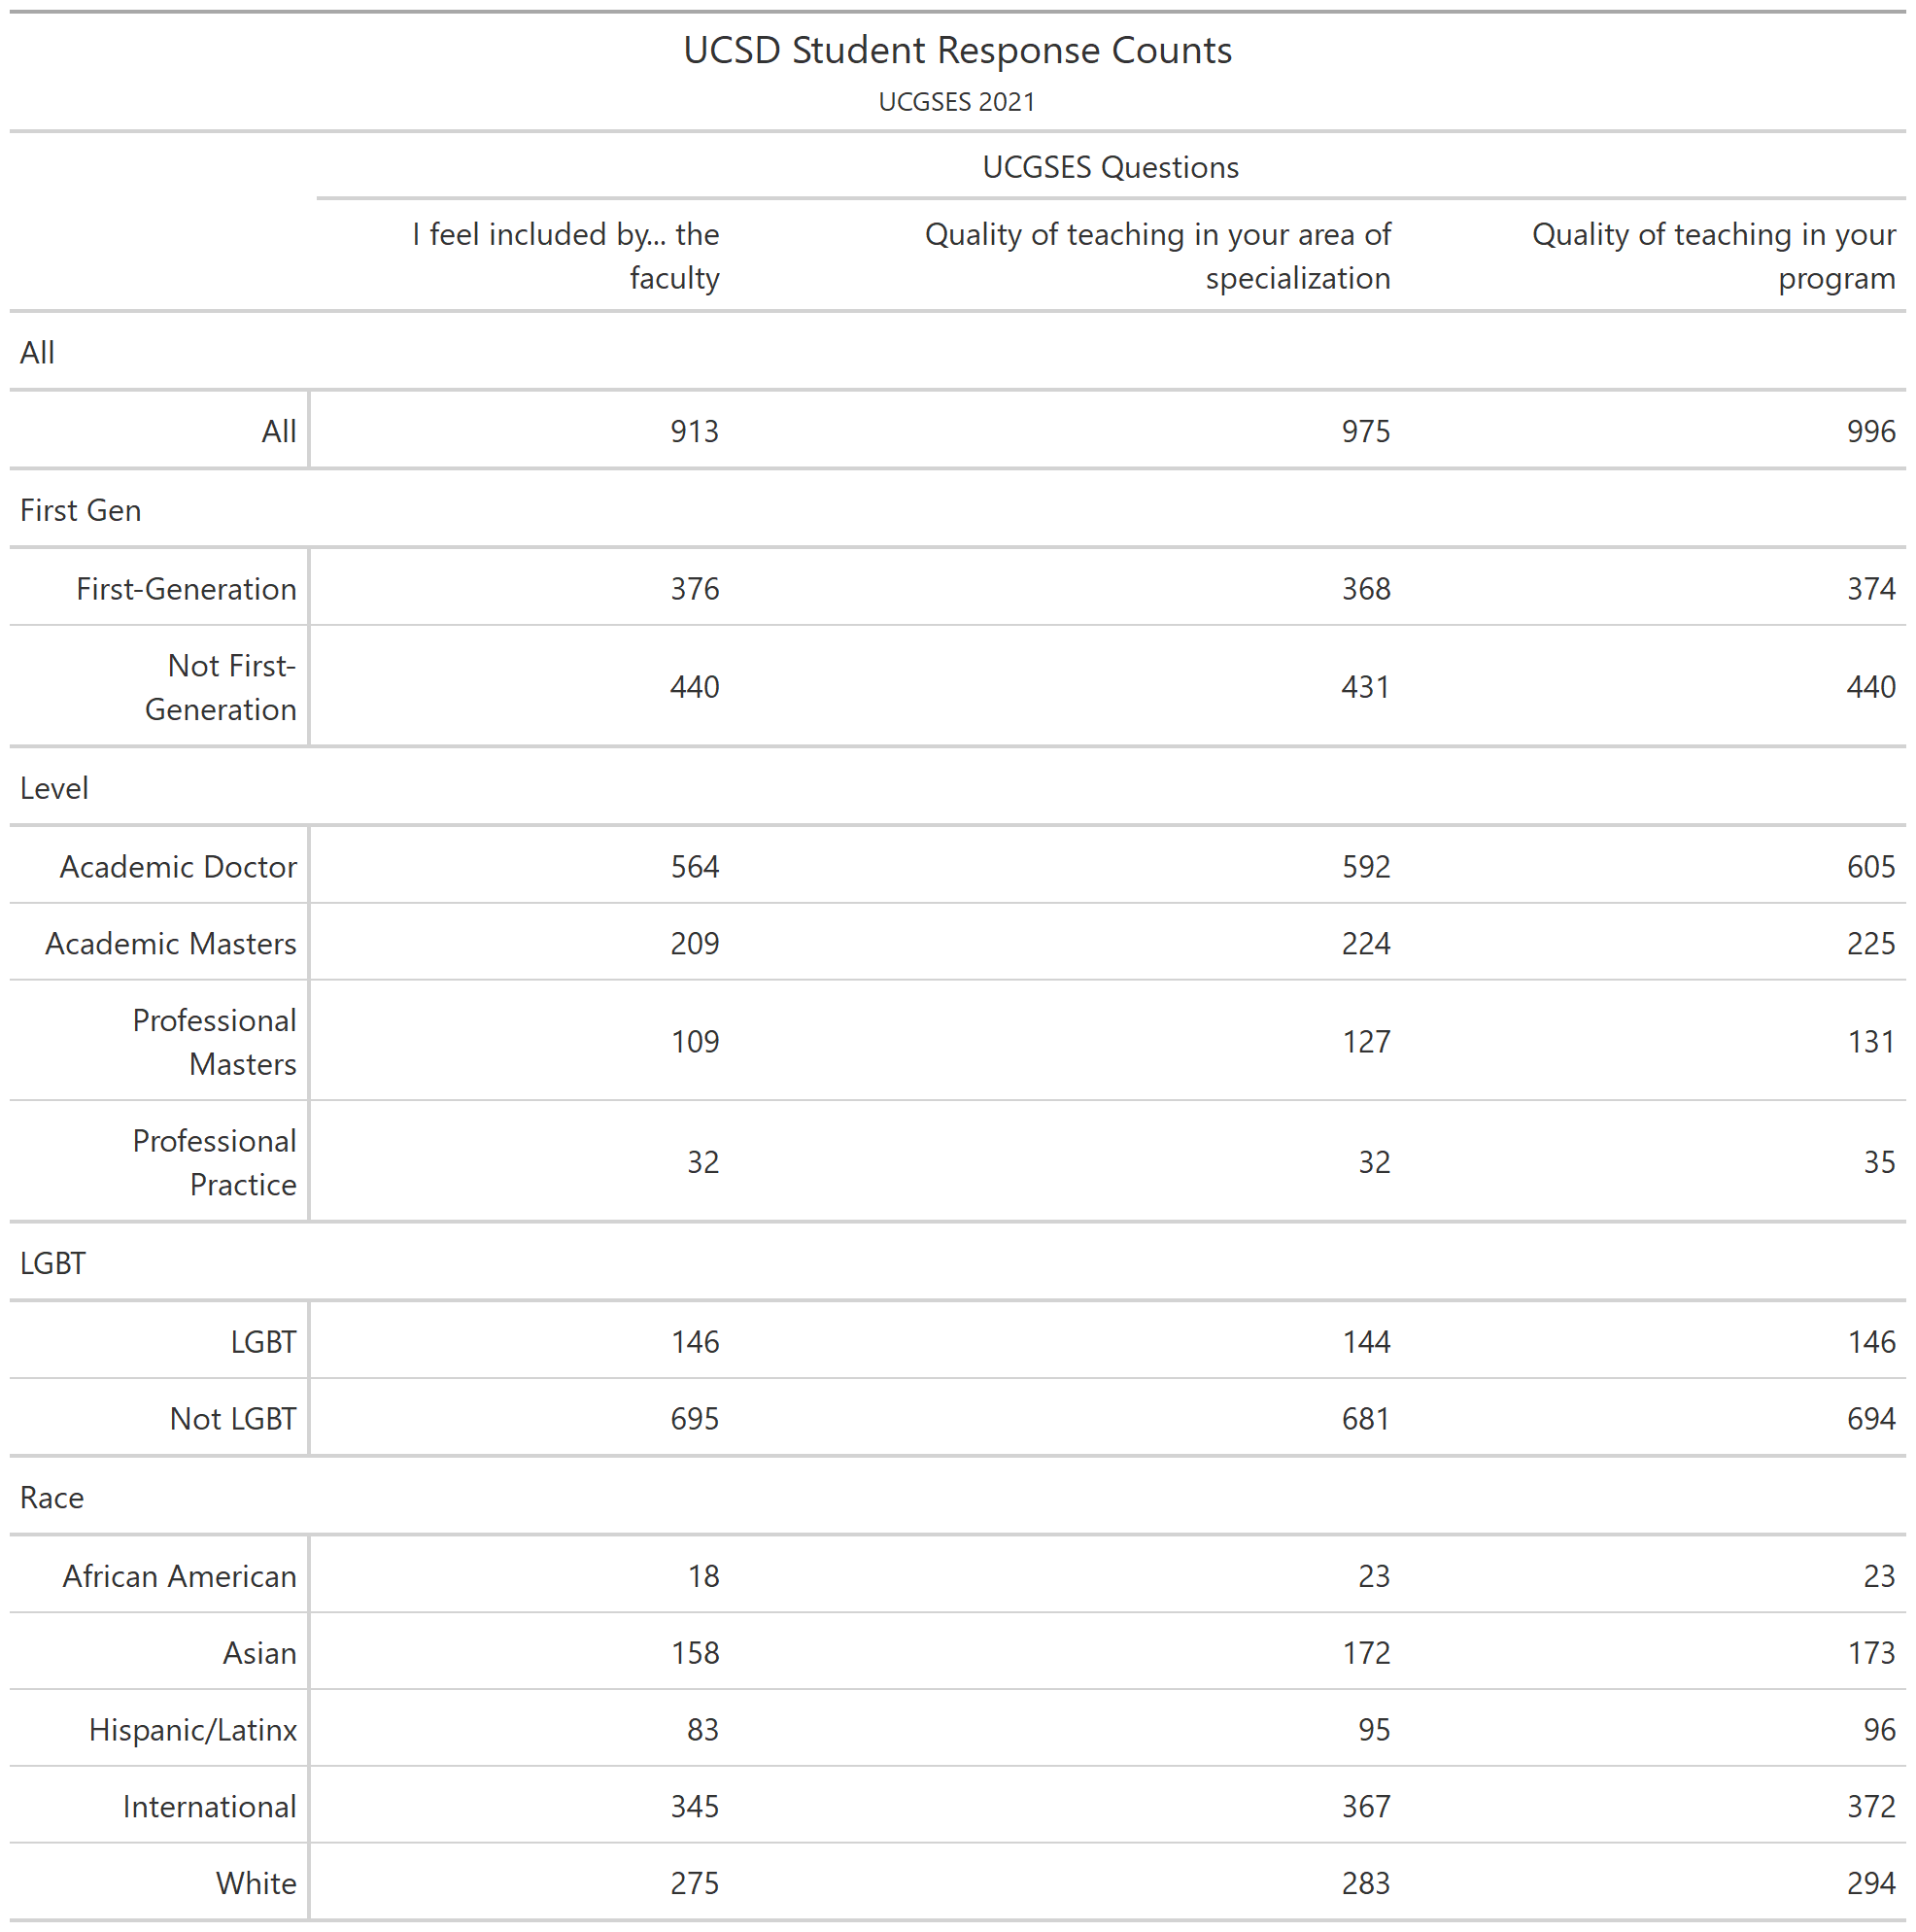 UCSD Student Response Counts
UCGSES 2021
UCGSES Questions
I feel included by... the faculty Quality of teaching in your area of specialization Quality of teaching in your program
All
All 913 975 996
First Gen
First-Generation 376 368 374
Not First-Generation 440 431 440
Level
Academic Doctor 564 592 605
Academic Masters 209 224 225
Professional Masters 109 127 131
Professional Practice 32 32 35
LGBT
LGBT 146 144 146
Not LGBT 695 681 694
Race
African American 18 23 23
Asian 158 172 173
Hispanic/Latinx 83 95 96
International 345 367 372
White 275 283 294